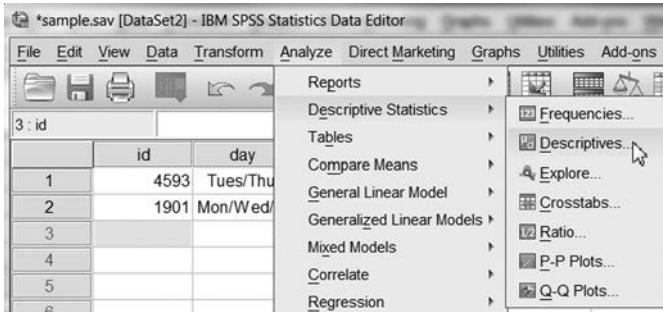 *sample.sav [DataSet2] - IBM SPSS Statistics Data Editor
File Edit View Data Transform Analyze Direct Marketing Graphs Utilities Add-ons
Reports
Descriptive Statistics
Tables
Compare Means
General Linear Model
Generalized Linear Models
Mixed Models
Correlate
Regression
Frequencies...
Descriptives...
Explore...
Crosstabs...
Ratio...
P-P Plots...
Q-Q Plots...
3 : id
id day
1 4593 Tues/Thu
2 1901 Mon/Wed/
3
4
5
6